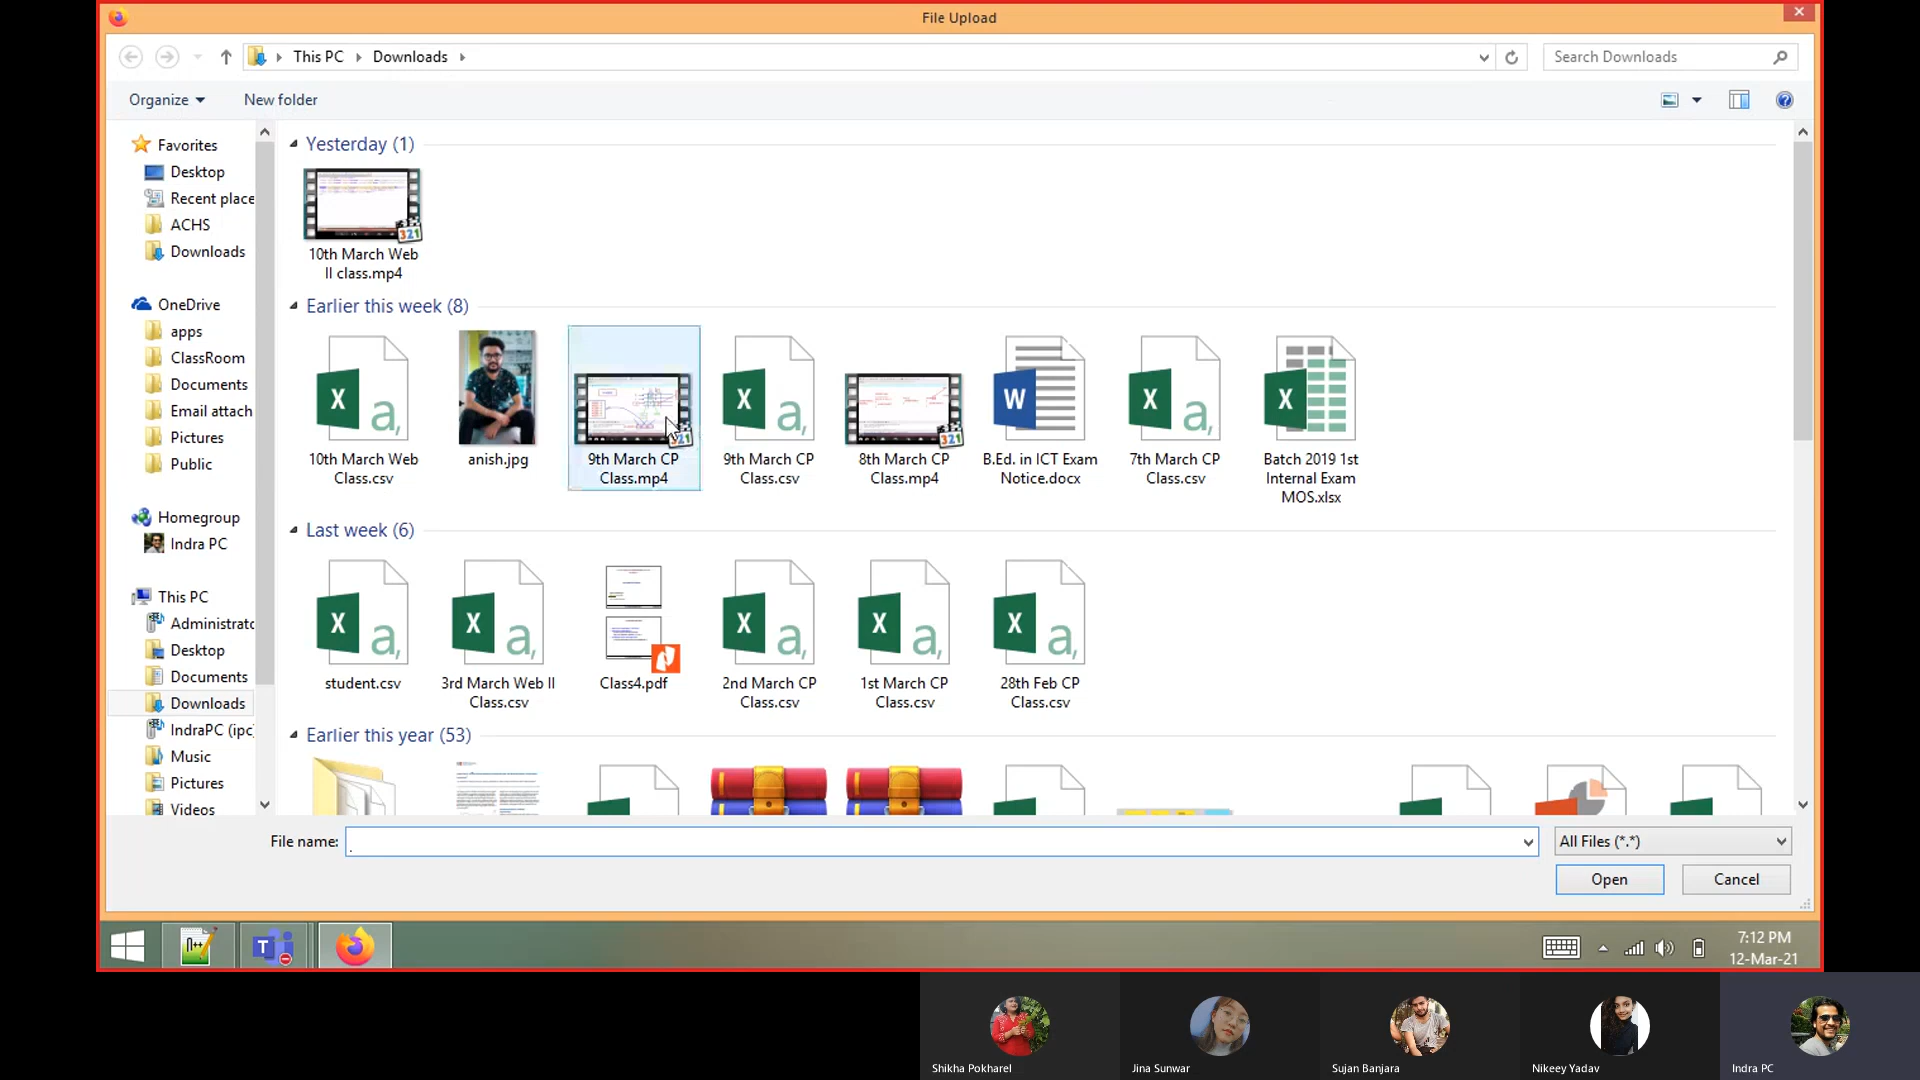 File Upload
This PC
Downloads
Search Downloads
Organize
New folder
Favorites
Desktop
Recent place
ACHS
Downloads
OneDrive
apps
ClassRoom
Documents
Email attach
Pictures
Public
Homegroup
Indra PC
This PC
Administrato
Desktop
Documents
Downloads
IndraPC (ipc
Music
Pictures
Videos
Yesterday (1)
10th March Web
II class.mp4
Earlier this week (8)
10th March Web
Class.csv
anish.jpg
9th March CP
Class.mp4
9th March CP
Class.csv
8th March CP
Class.mp4
B.Ed. in ICT Exam
Notice.docx
7th March CP
Class.csv
Batch 2019 1st
Internal Exam
MOS.xlsx
Last week (6)
student.csv
3rd March Web II
Class.csv
Class4.pdf
2nd March CP
Class.csv
1st March CP
Class.csv
28th Feb CP
Class.csv
Earlier this year (53)
File name:
.
All Files (*.*)
Open
Cancel
7:12 PM
12-Mar-21
Shikha Pokharel
Jina Sunwar
Sujan Banjara
Nikeey Yadav
Indra PC